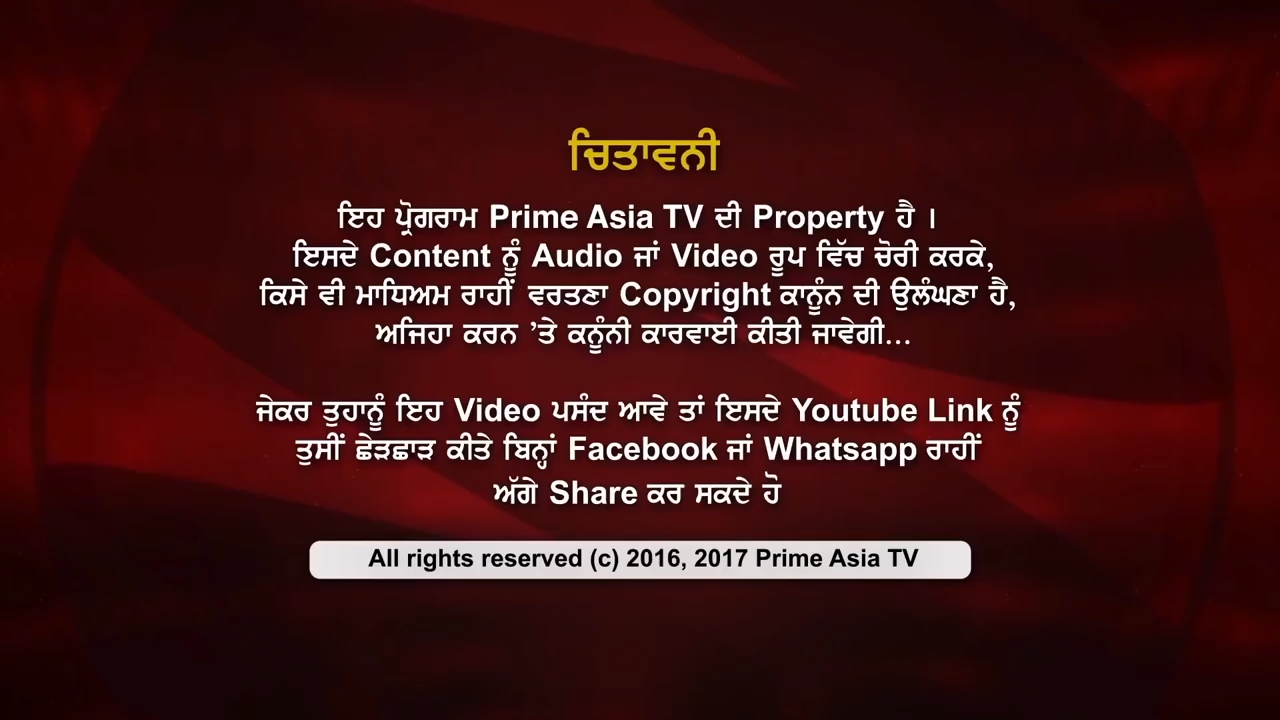 ਚਿਤਾਵਨੀ
ਇਹ ਪ੍ਰੋਗਰਾਮ Prime Asia TV ਦੀ Property ਹੈ ।
ਇਸਦੇ Content ਨੂੰ Audio ਜਾਂ Video ਰੂਪ ਵਿੱਚ ਚੋਰੀ ਕਰਕੇ,
ਕਿਸੇ ਵੀ ਮਾਧਿਅਮ ਰਾਹੀਂ ਵਰਤਣਾ Copyright ਕਾਨੂੰਨ ਦੀ ਉਲੰਘਣਾ ਹੈ,
ਅਜਿਹਾ ਕਰਨ ’ਤੇ ਕਨੂੰਨੀ ਕਾਰਵਾਈ ਕੀਤੀ ਜਾਵੇਗੀ...
ਜੇਕਰ ਤੁਹਾਨੂੰ ਇਹ Video ਪਸੰਦ ਆਵੇ ਤਾਂ ਇਸਦੇ Youtube Link ਨੂੰ
ਤੁਸੀਂ ਛੇੜਛਾੜ ਕੀਤੇ ਬਿਨ੍ਹਾਂ Facebook ਜਾਂ Whatsapp ਰਾਹੀਂ
ਅੱਗੇ Share ਕਰ ਸਕਦੇ ਹੋ
All rights reserved (c) 2016, 2017 Prime Asia TV